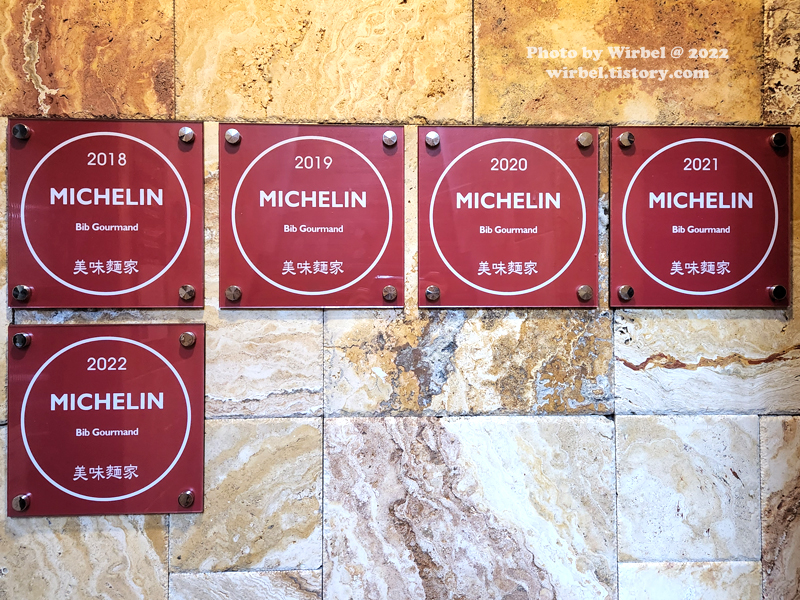 Photo by Wirbel @ 2022
wirbel.tistory.com
2018
MICHELIN
Bib Gourmand
美味麵家
2019
MICHELIN
Bib Gourmand
美味麵家
2020
MICHELIN
Bib Gourmand
美味麵家
2021
MICHELIN
Bib Gourmand
美味麵家
2022
MICHELIN
Bib Gourmand
美味麵家